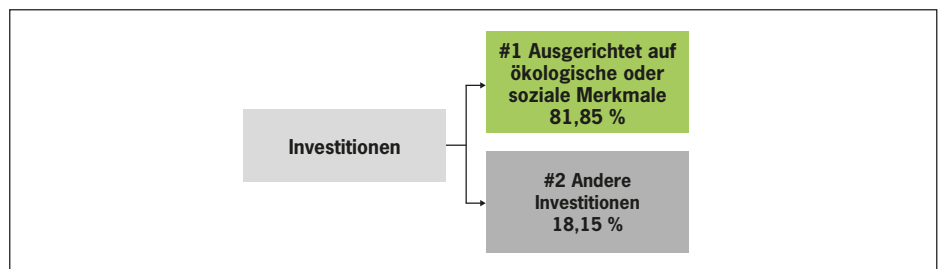 Investitionen
#1 Ausgerichtet auf
ökologische oder
soziale Merkmale
81,85 %
#2 Andere
Investitionen
18,15 %